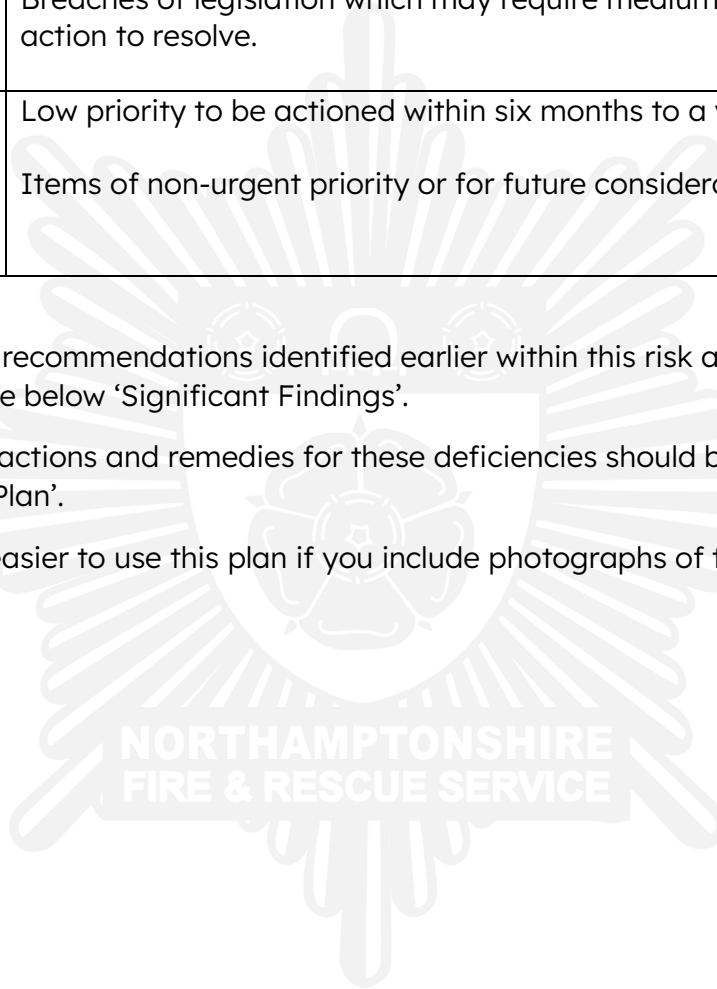 Breaches of legislation which may require medium
action to resolve.
Low priority to be actioned within six months to a
Items of non-urgent priority or for future
recommendations identified earlier within this risk
e below ‘Significant Findings’.
actions and remedies for these deficiencies should
Plan’.
easier to use this plan if you include photographs of
NORTHAMPTONSHIRE
FIRE & RESCUE SERVICE